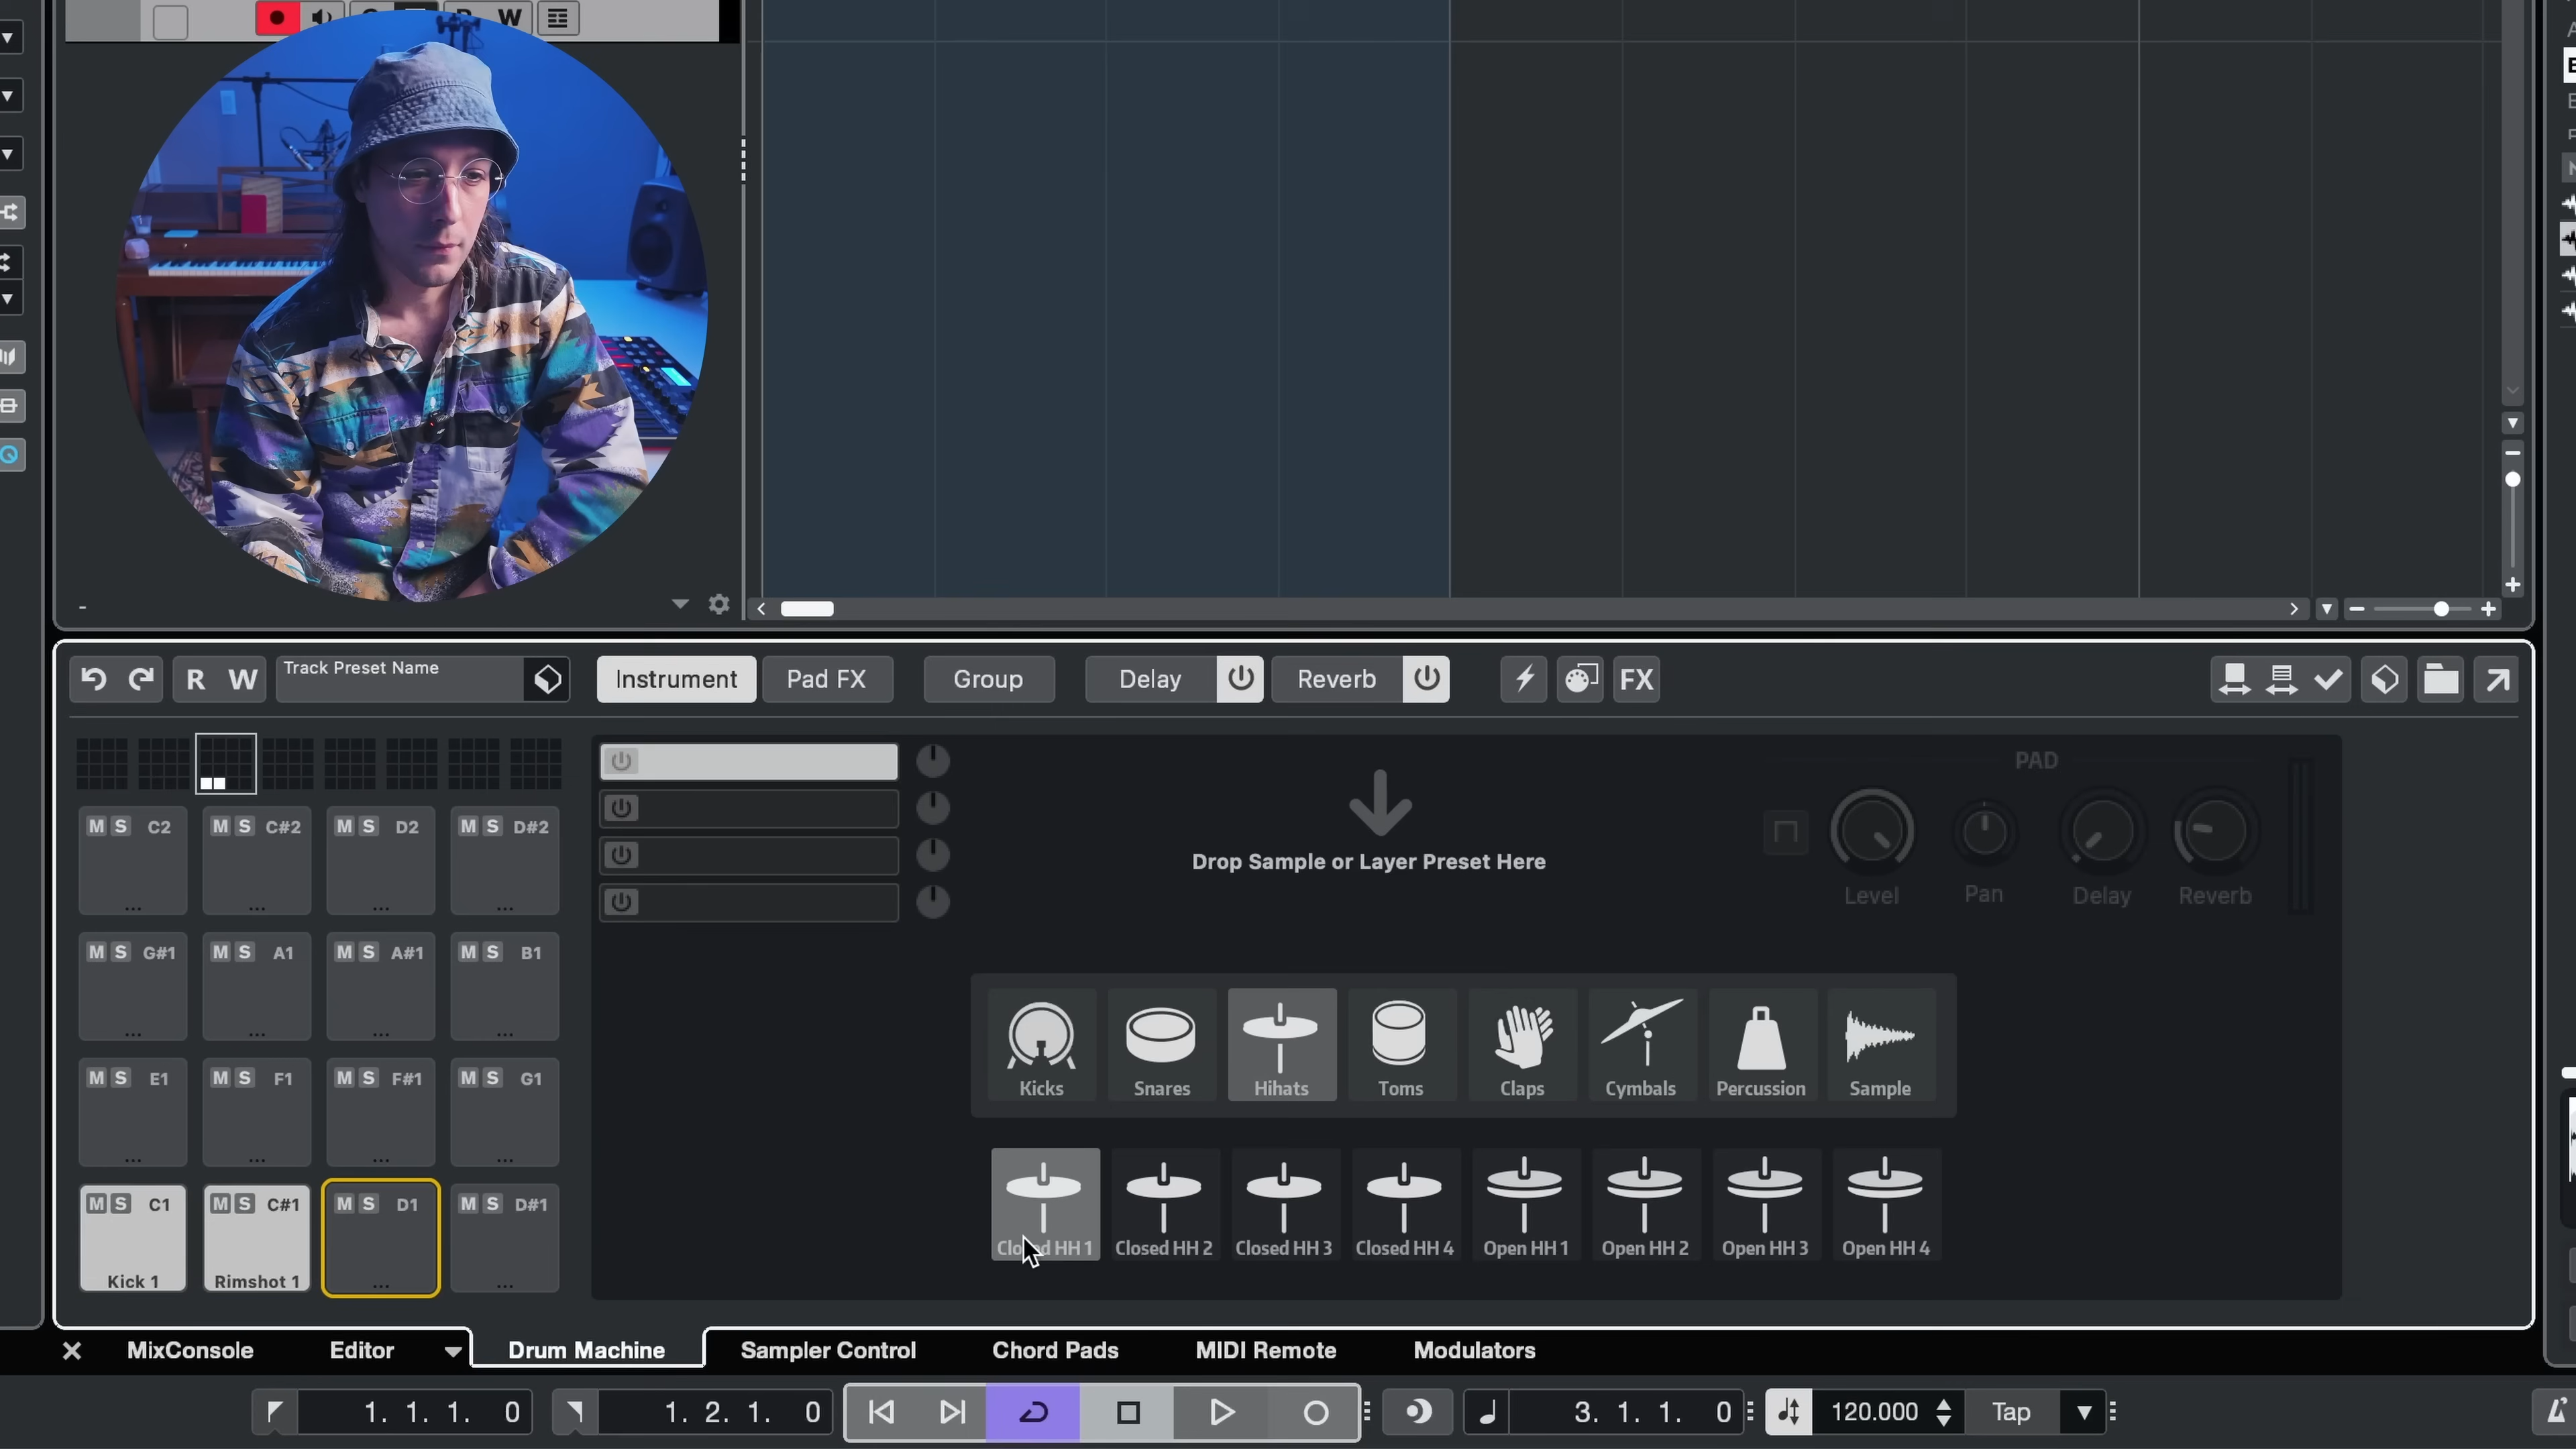 R W
Track Preset Name
R W
Instrument Pad FX Group Delay Reverb FX
PAD
Drop Sample or Layer Preset Here
Level Pan Delay Reverb
M S C2 M S C#2 M S D2 M S D#2
... ... ... ...
M S G#1 M S A1 M S A#1 M S B1
... ... ... ...
M S E1 M S F1 M S F#1 M S G1
... ... ... ...
M S C1 M S C#1 M S D1 M S D#1
Kick 1 Rimshot 1 ... ...
Kicks Snares Hihats Toms Claps Cymbals Percussion Sample
HH 1 Closed HH 2 Closed HH 3 Closed HH 4 Open HH 1 Open HH 2 Open HH 3 Open HH 4
MixConsole Editor Drum Machine Sampler Control Chord Pads MIDI Remote Modulators
1. 1. 1. 0 1. 2. 1. 0 3. 1. 1. 0 120.000 Tap